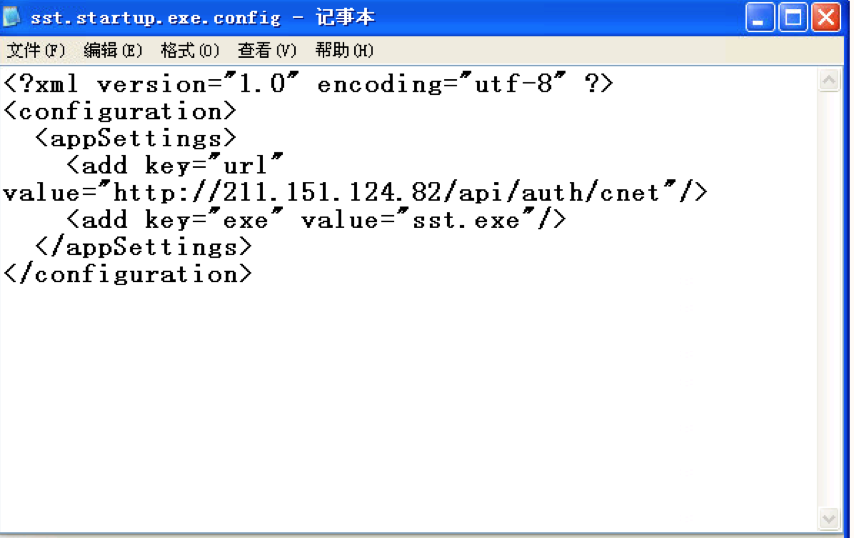 sst.startup.exe.config - 记事本
文件(F) 编辑(E) 格式(O) 查看(V) 帮助(H)
<?xml version="1.0" encoding="utf-8" ?>
<configuration>
  <appSettings>
    <add key="url"
value="http://211.151.124.82/api/auth/cnet"/>
    <add key="exe" value="sst.exe"/>
  </appSettings>
</configuration>